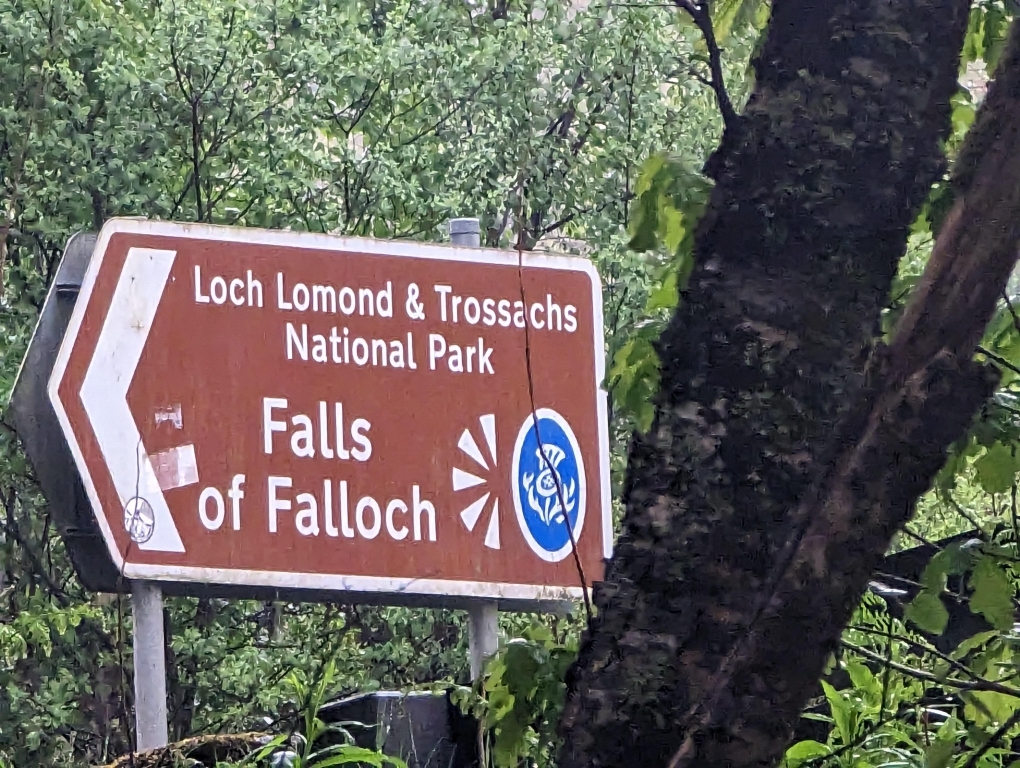 Loch Lomond & Trossachs
National Park
Falls
of Falloch